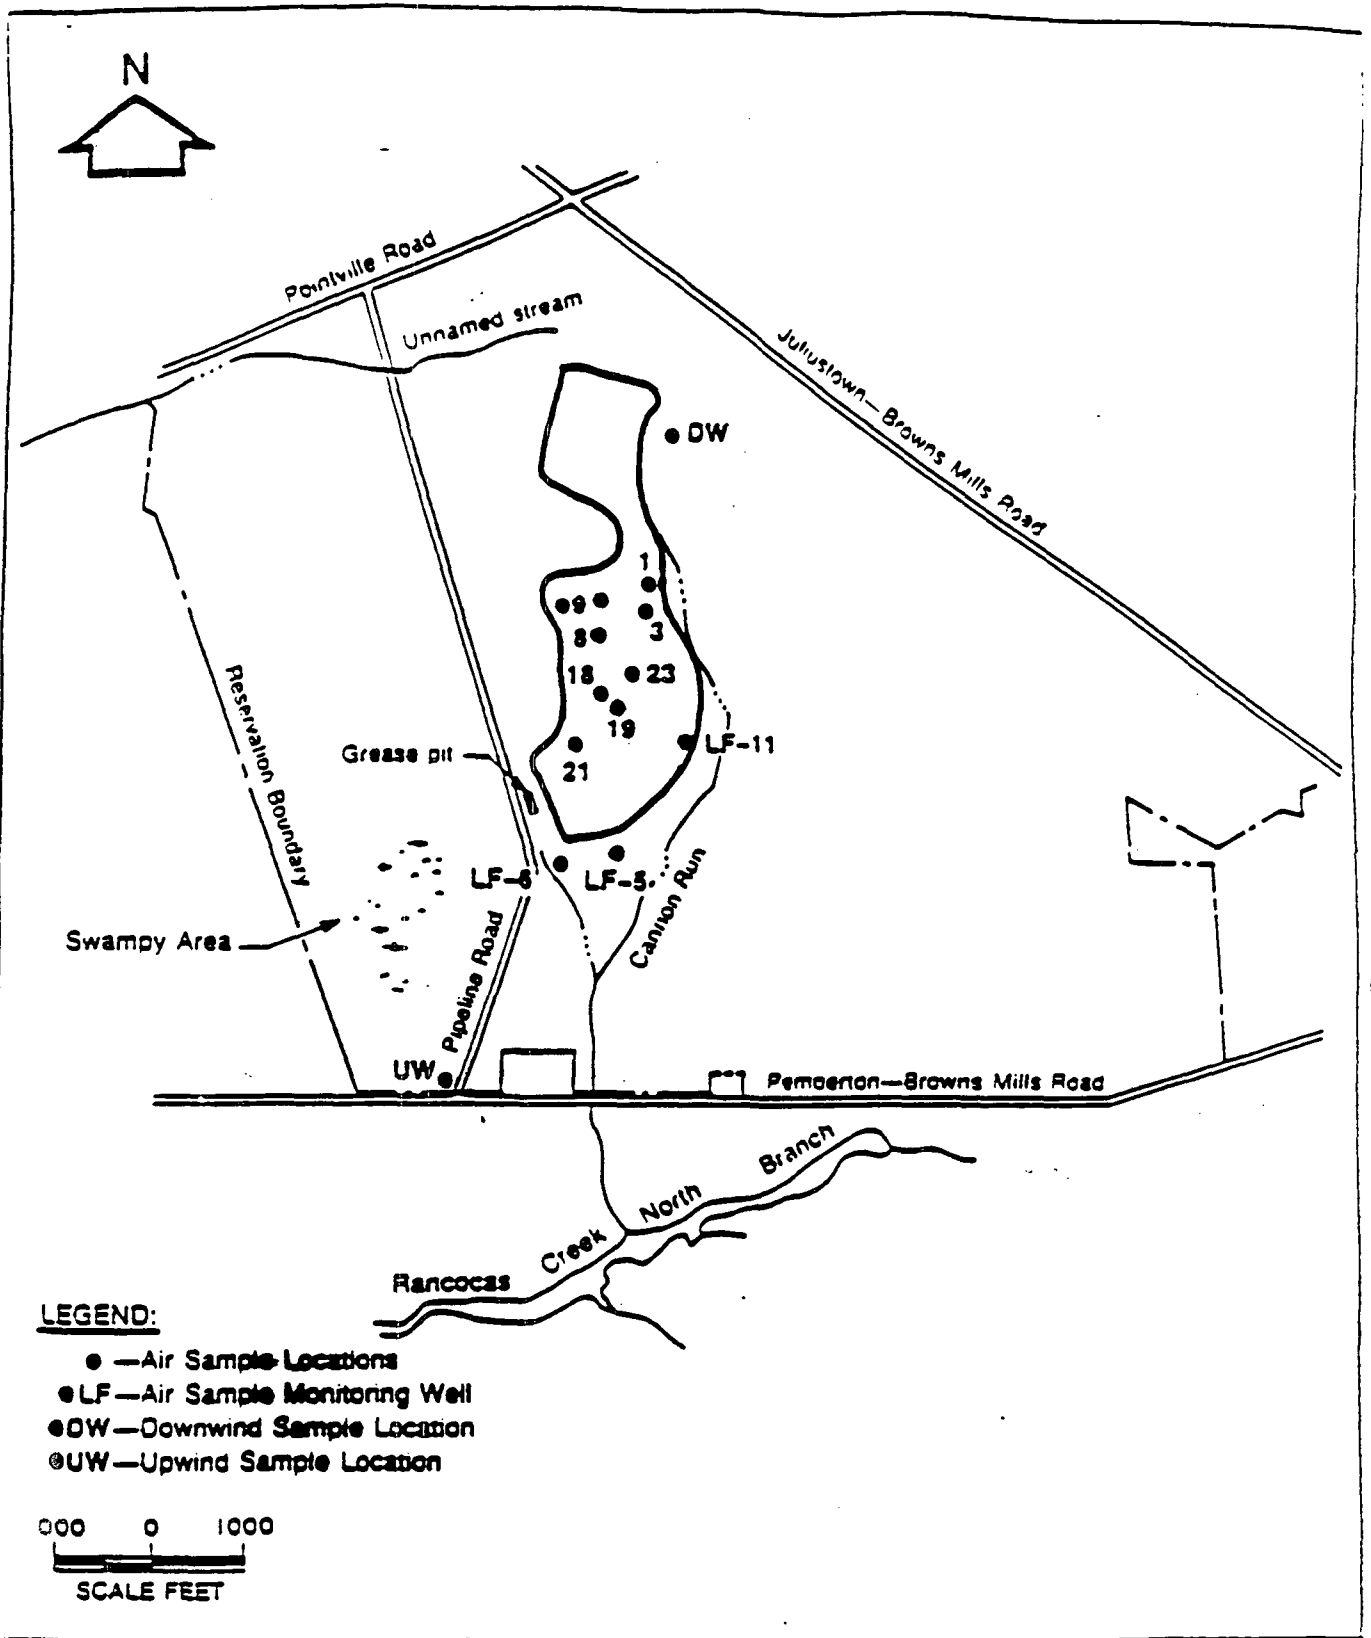 N
Pointville Road
Unnamed stream
Juliustown—Browns Mills Road
DW
1
9
3
8
18
23
19
LF-11
Grease pit
21
Reservation Boundary
LF-6
LF-5
Cannon Run
Swampy Area
Pipeline Road
UW
Pemberton—Browns Mills Road
Rancocas Creek North Branch
LEGEND:
—Air Sample Locations
LF—Air Sample Monitoring Well
DW—Downwind Sample Location
UW—Upwind Sample Location
000 0 1000
SCALE FEET